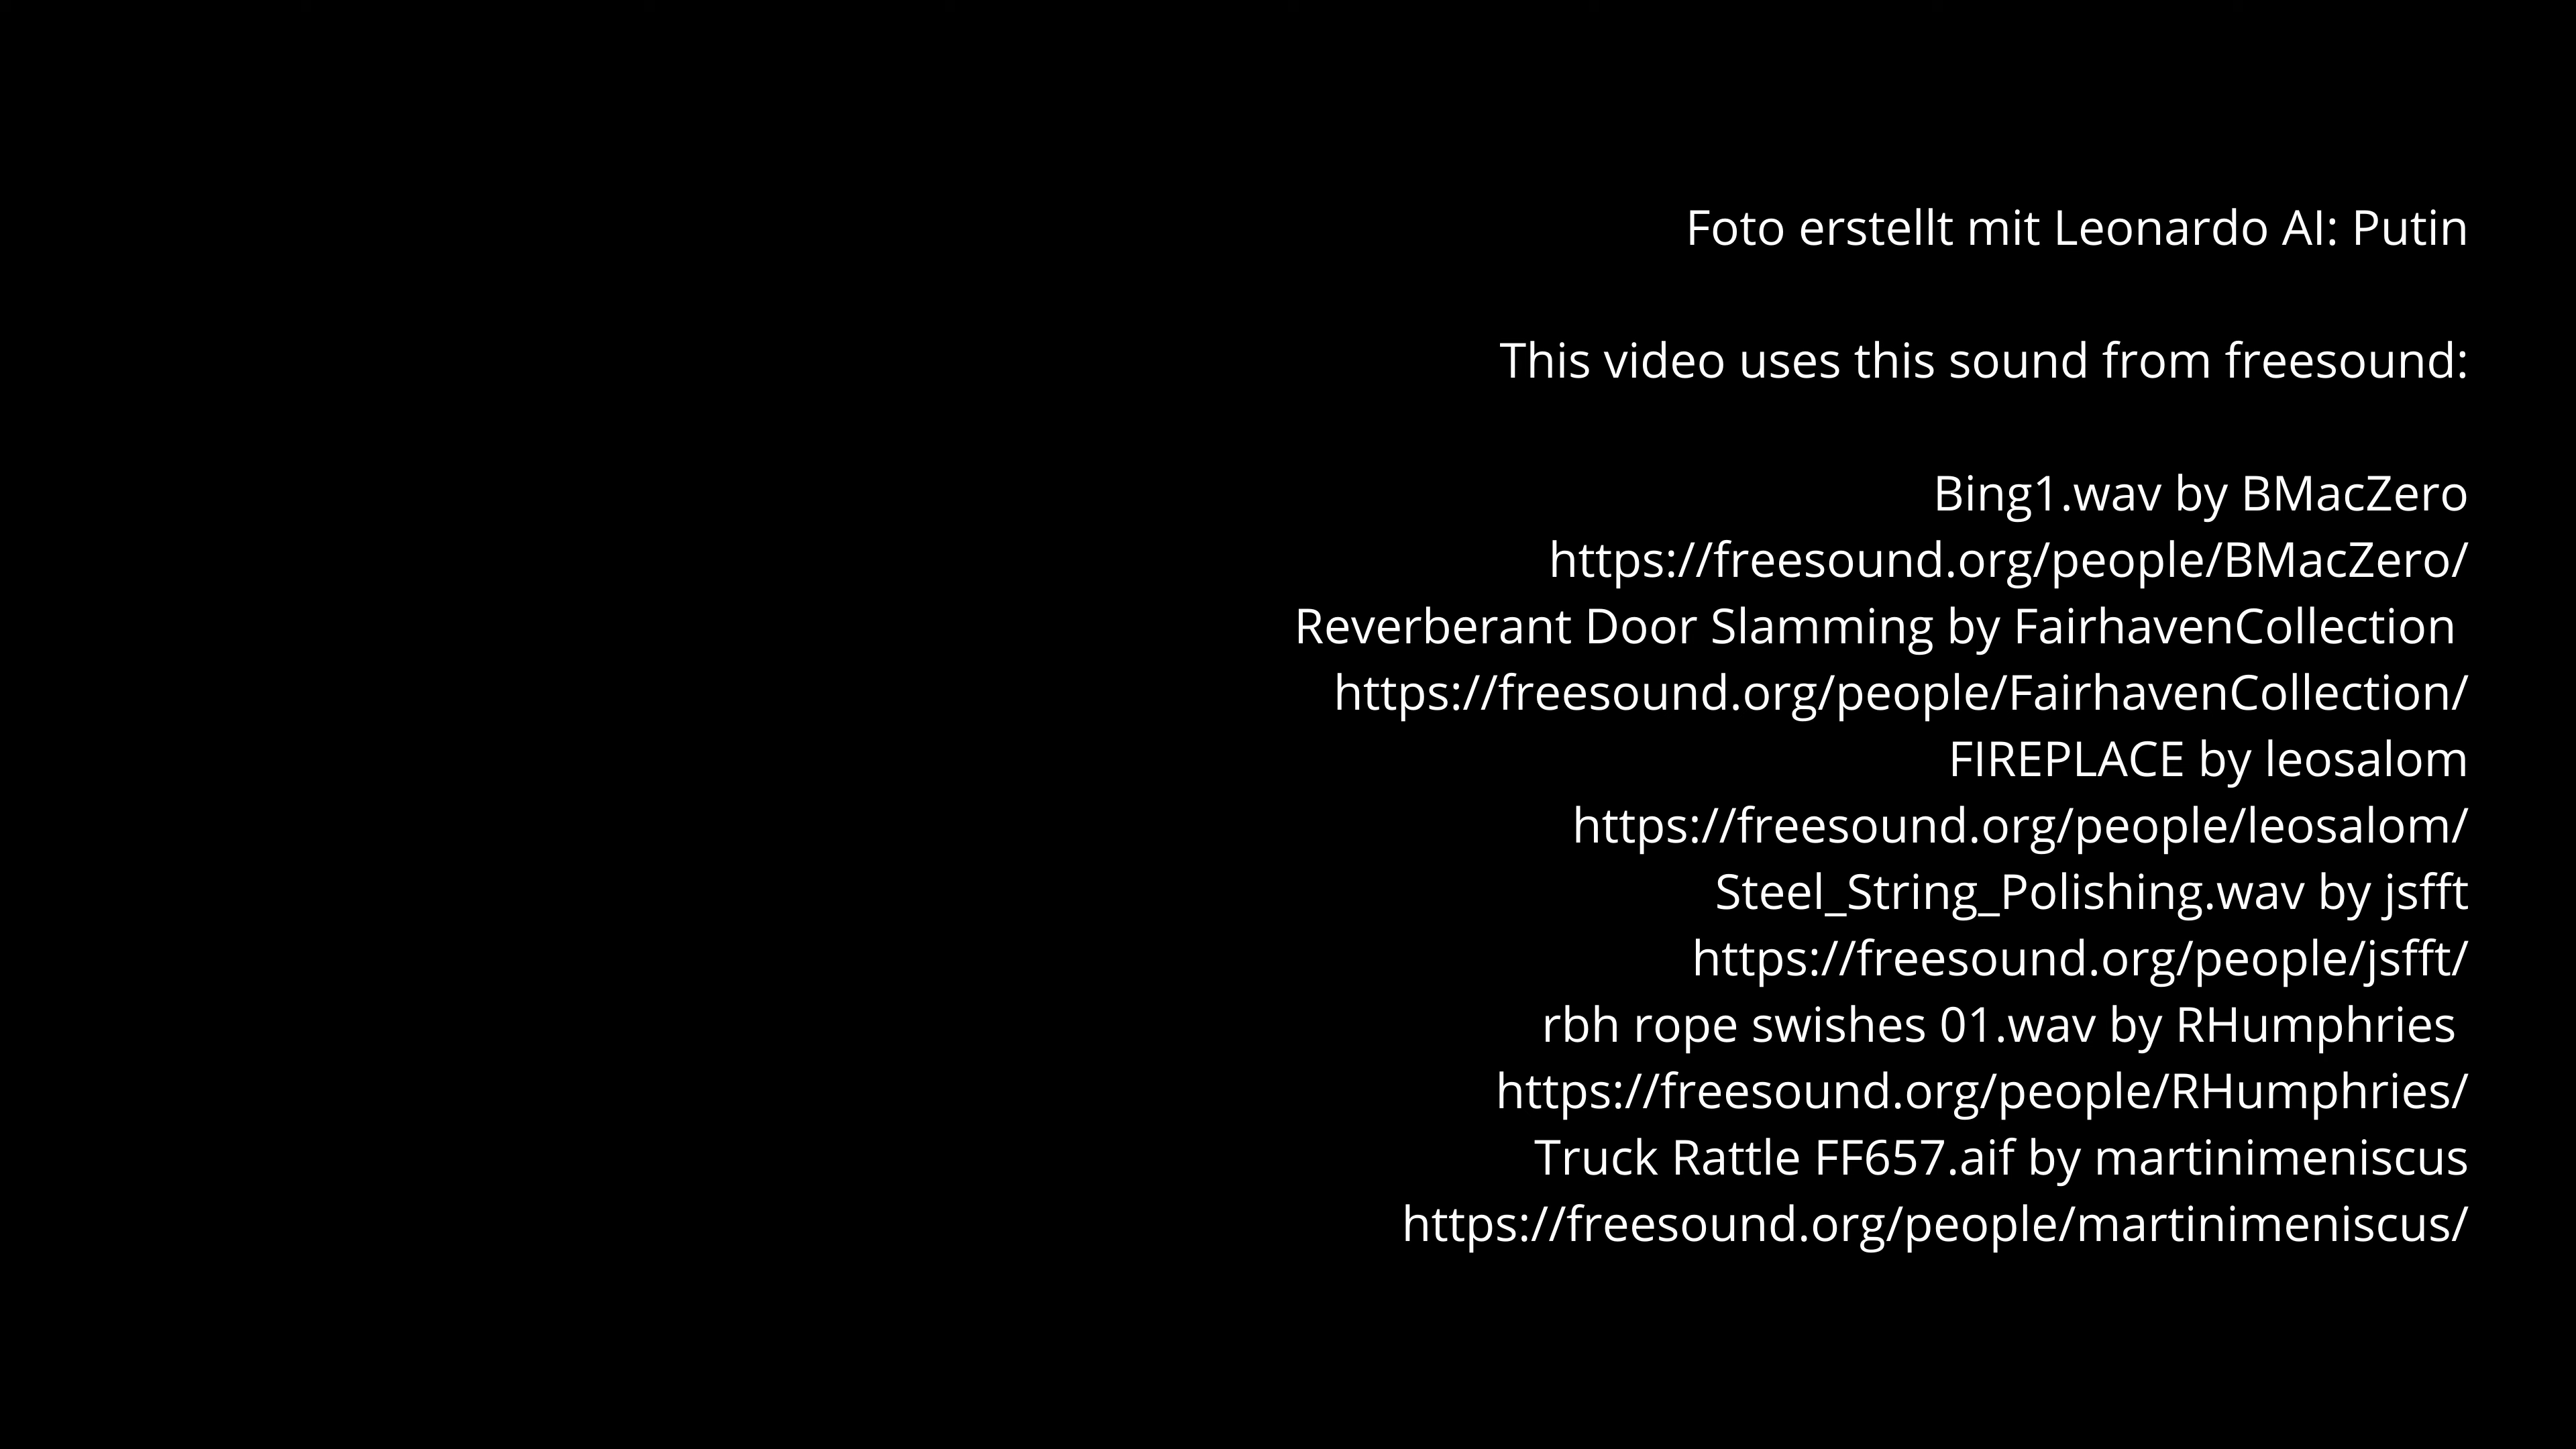 Foto erstellt mit Leonardo AI: Putin
This video uses this sound from freesound:
Bing1.wav by BMacZero
https://freesound.org/people/BMacZero/
Reverberant Door Slamming by FairhavenCollection
https://freesound.org/people/FairhavenCollection/
FIREPLACE by leosalom
https://freesound.org/people/leosalom/
Steel_String_Polishing.wav by jsfft
https://freesound.org/people/jsfft/
rbh rope swishes 01.wav by RHumphries
https://freesound.org/people/RHumphries/
Truck Rattle FF657.aif by martinimeniscus
https://freesound.org/people/martinimeniscus/